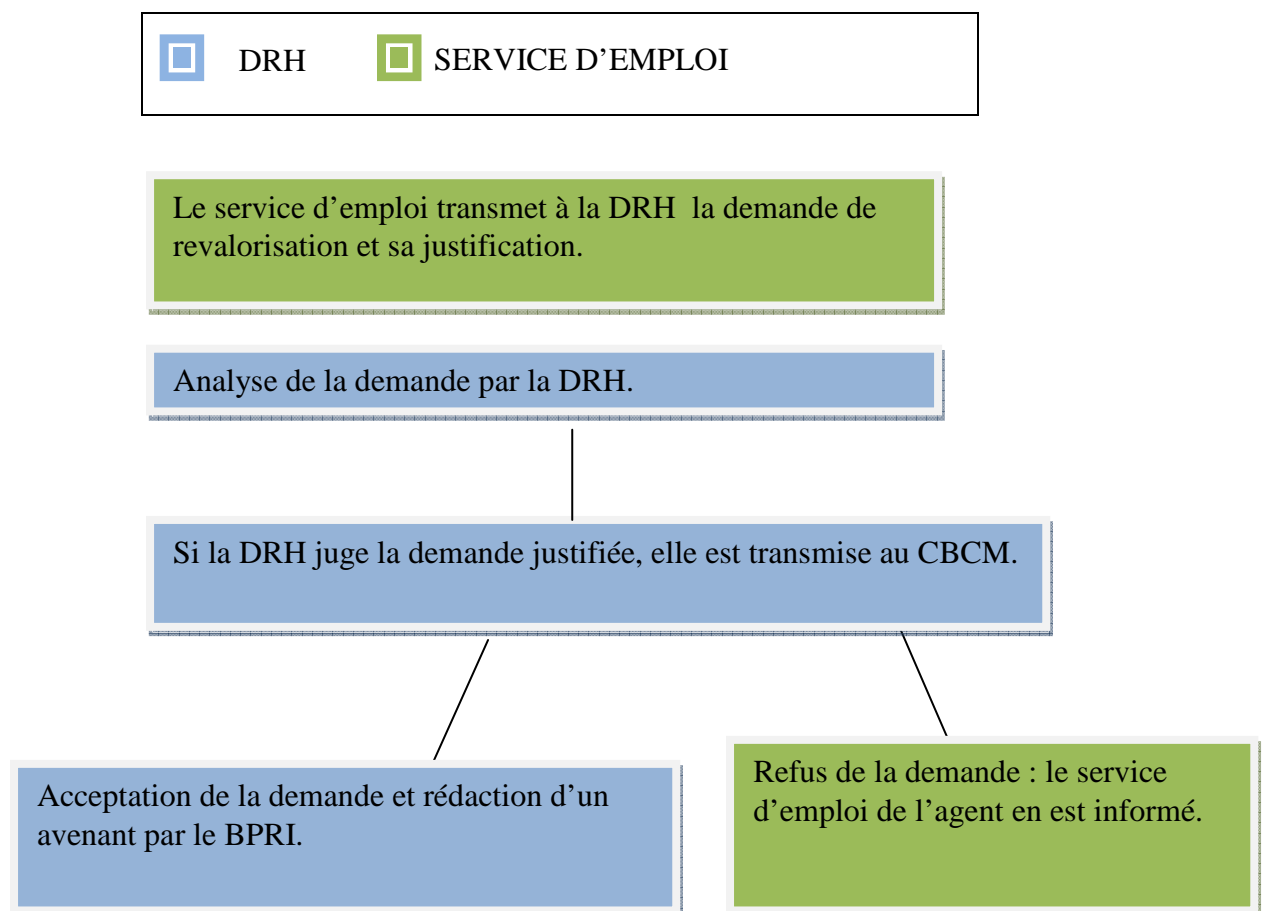 DRH SERVICE D’EMPLOI
Le service d’emploi transmet à la DRH la demande de
revalorisation et sa justification.
Analyse de la demande par la DRH.
Si la DRH juge la demande justifiée, elle est transmise au CBCM.
Acceptation de la demande et rédaction d’un
avenant par le BPRI.
Refus de la demande : le service
d’emploi de l’agent en est informé.